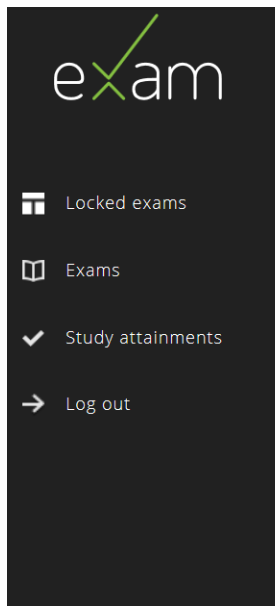 exam
Locked exams
Exams
Study attainments
Log out